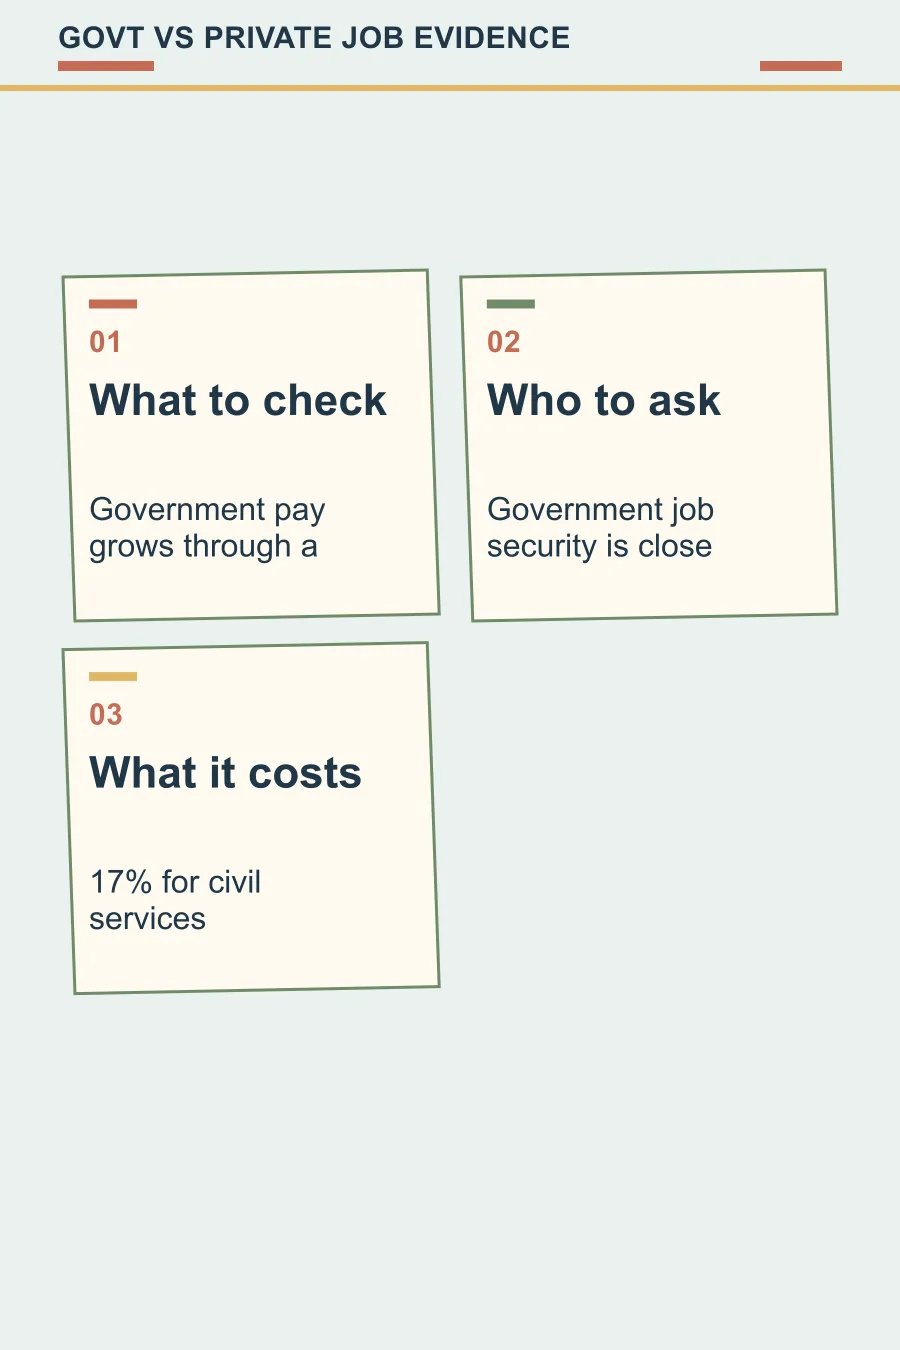 GOVT VS PRIVATE JOB EVIDENCE
01
What to check
Government pay
grows through a
02
Who to ask
Government job
security is close
03
What it costs
17% for civil
services